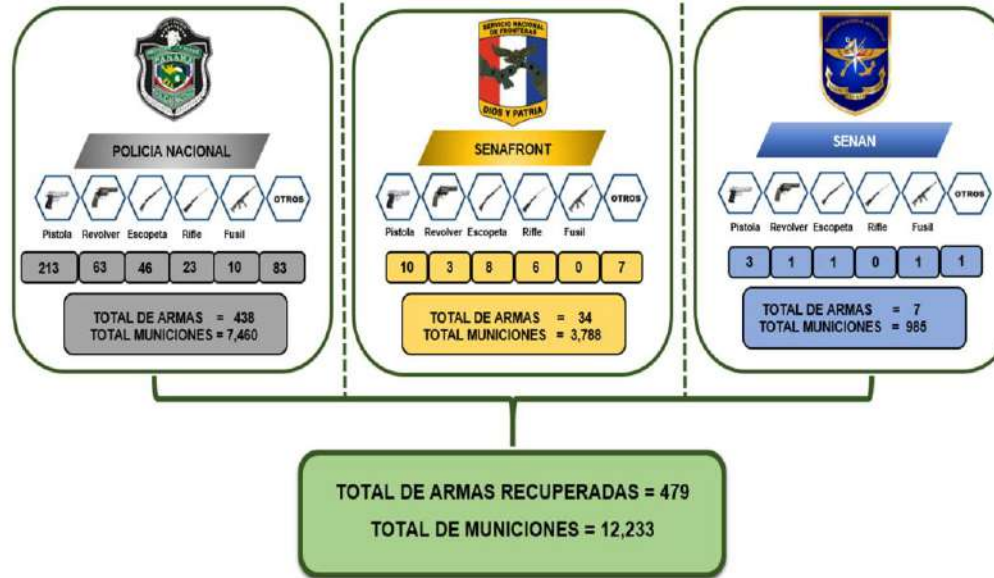 PANAMA
POLICIA NACIONAL
Pistola Revolver Escopeta Rifle Fusil OTROS
213 63 46 23 10 83
TOTAL DE ARMAS = 438
TOTAL MUNICIONES = 7,460
SERVICIO NACIONAL
DE FRONTERAS
DIOS Y PATRIA
SENAFRONT
Pistola Revolver Escopeta Rifle Fusil OTROS
10 3 8 6 0 7
TOTAL DE ARMAS = 34
TOTAL MUNICIONES = 3,788
SENAN
Pistola Revolver Escopeta Rifle Fusil OTROS
3 1 1 0 1 1
TOTAL DE ARMAS = 7
TOTAL MUNICIONES = 985
TOTAL DE ARMAS RECUPERADAS = 479
TOTAL DE MUNICIONES = 12,233